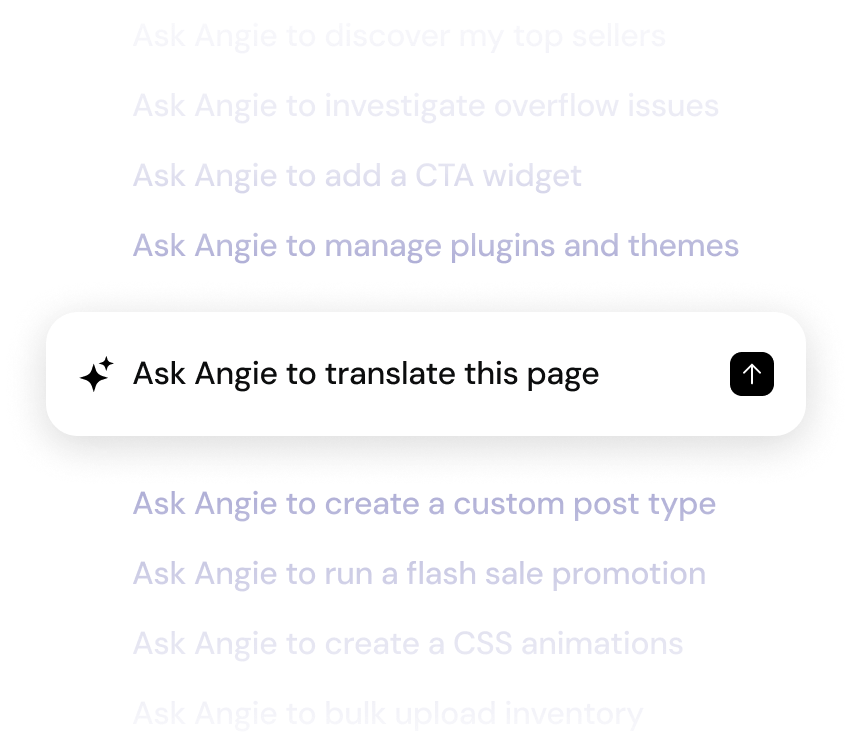 Ask Angie to discover my top sellers
Ask Angie to investigate overflow issues
Ask Angie to add a CTA widget
Ask Angie to manage plugins and themes
Ask Angie to translate this page
Ask Angie to create a custom post type
Ask Angie to run a flash sale promotion
Ask Angie to create a CSS animations
Ask Angie to bulk upload inventory